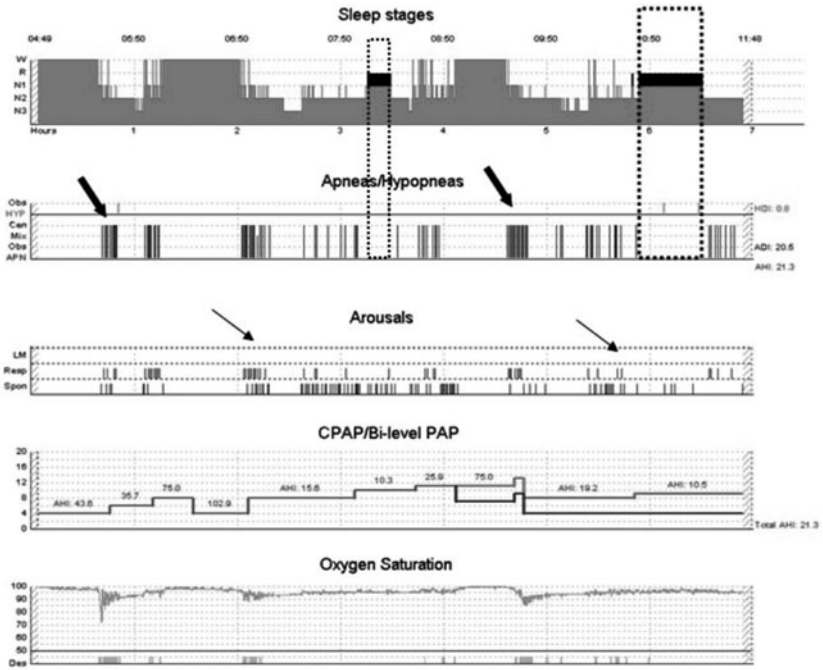 Sleep stages
04:49 05:50 06:50 07:50 08:50 09:50 11:48
W
R
N1
N2
N3
Hours 1 2 3 4 5 6 7
Apneas/Hypopneas
Obs
HYP
Cen
Mix
Obs
APN
HDI: 0.8
ADI: 20.5
AHI: 21.3
Arousals
LM
Resp
Spon
CPAP/Bi-level PAP
20
16
12
8
4
0
AHI: 43.6 35.7 75.0 102.9 AHI: 15.6 10.3 25.9 75.0 AHI: 19.2 AHI: 10.5
Total AHI: 21.3
Oxygen Saturation
100
90
80
70
60
50
Des